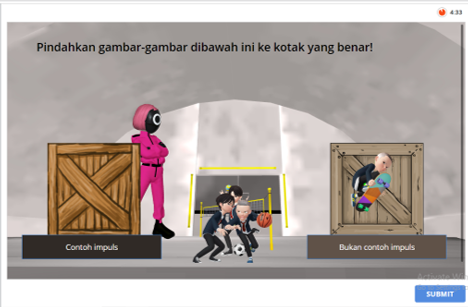 4:33
Pindahkan gambar-gambar dibawah ini ke kotak yang benar!
Contoh impuls
Bukan contoh impuls
Activate Wi
SUBMIT